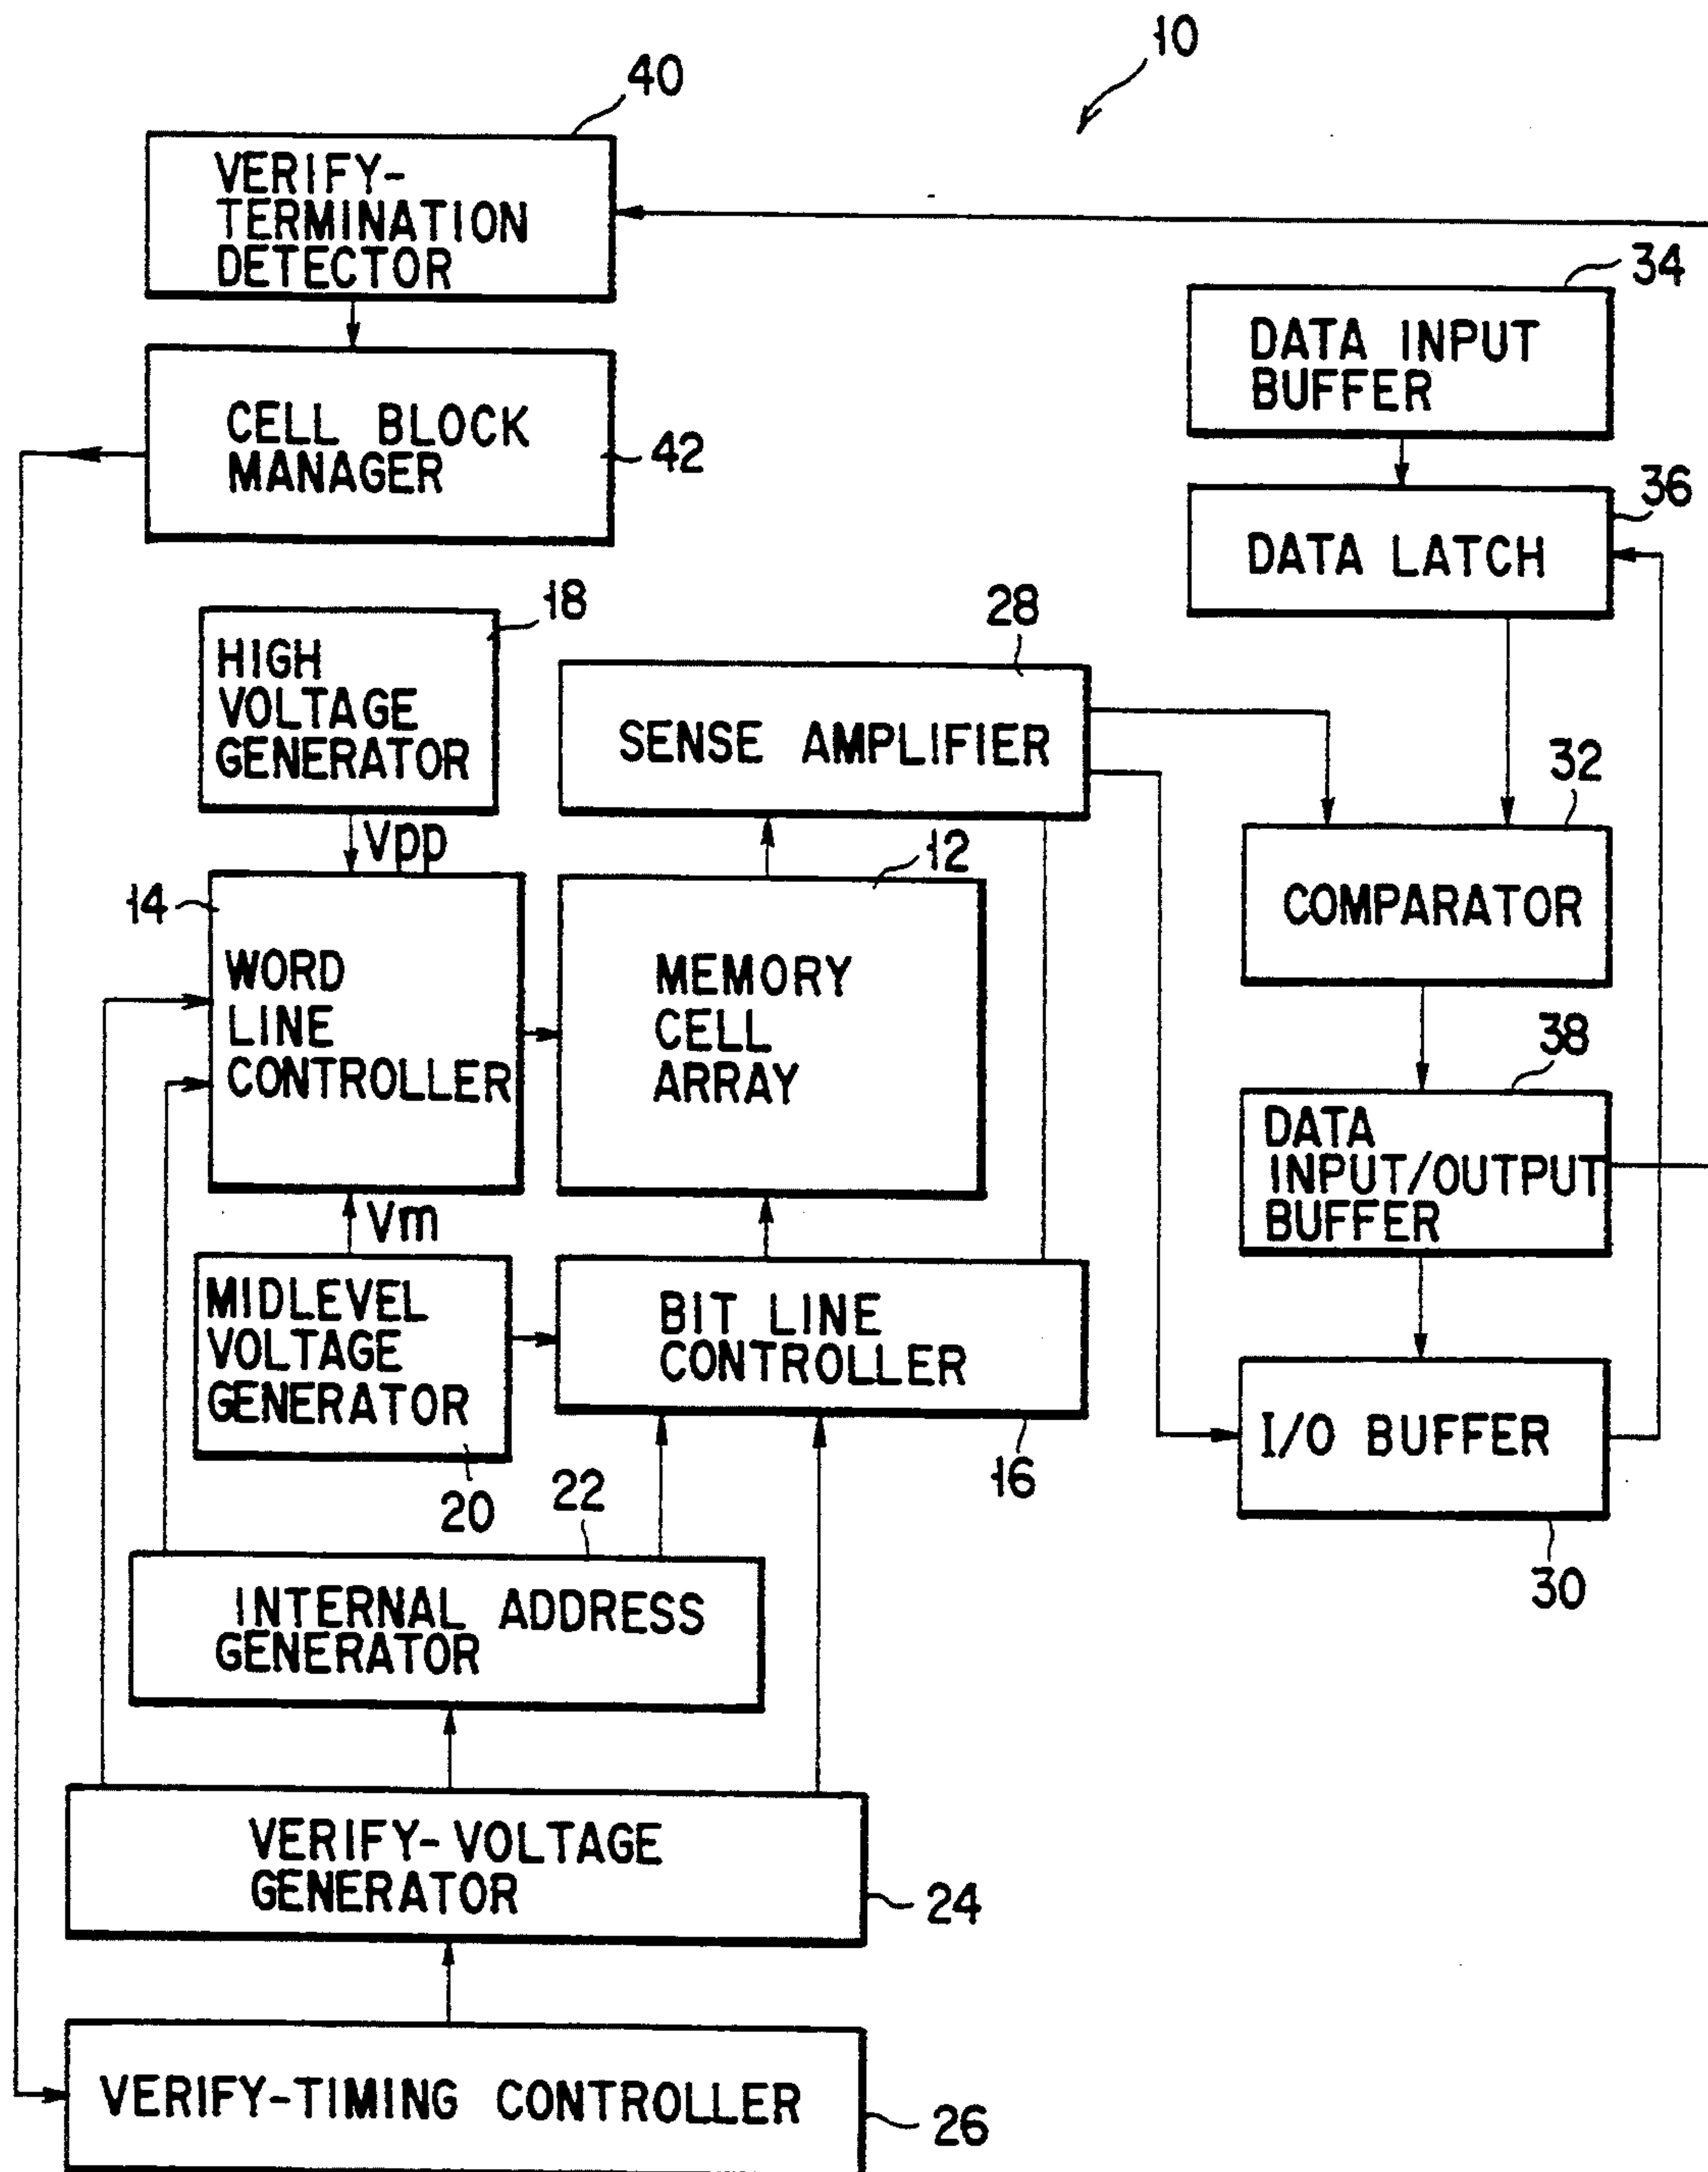 10
40
VERIFY-
TERMINATION
DETECTOR
34
DATA INPUT
BUFFER
CELL BLOCK
MANAGER
42
36
DATA LATCH
18
HIGH
VOLTAGE
GENERATOR
28
SENSE AMPLIFIER
32
COMPARATOR
Vpp
14
WORD
LINE
CONTROLLER
12
MEMORY
CELL
ARRAY
38
DATA
INPUT/OUTPUT
BUFFER
Vm
MIDLEVEL
VOLTAGE
GENERATOR
20
BIT LINE
CONTROLLER
16
I/O BUFFER
30
22
INTERNAL ADDRESS
GENERATOR
VERIFY-VOLTAGE
GENERATOR
24
VERIFY-TIMING CONTROLLER
26